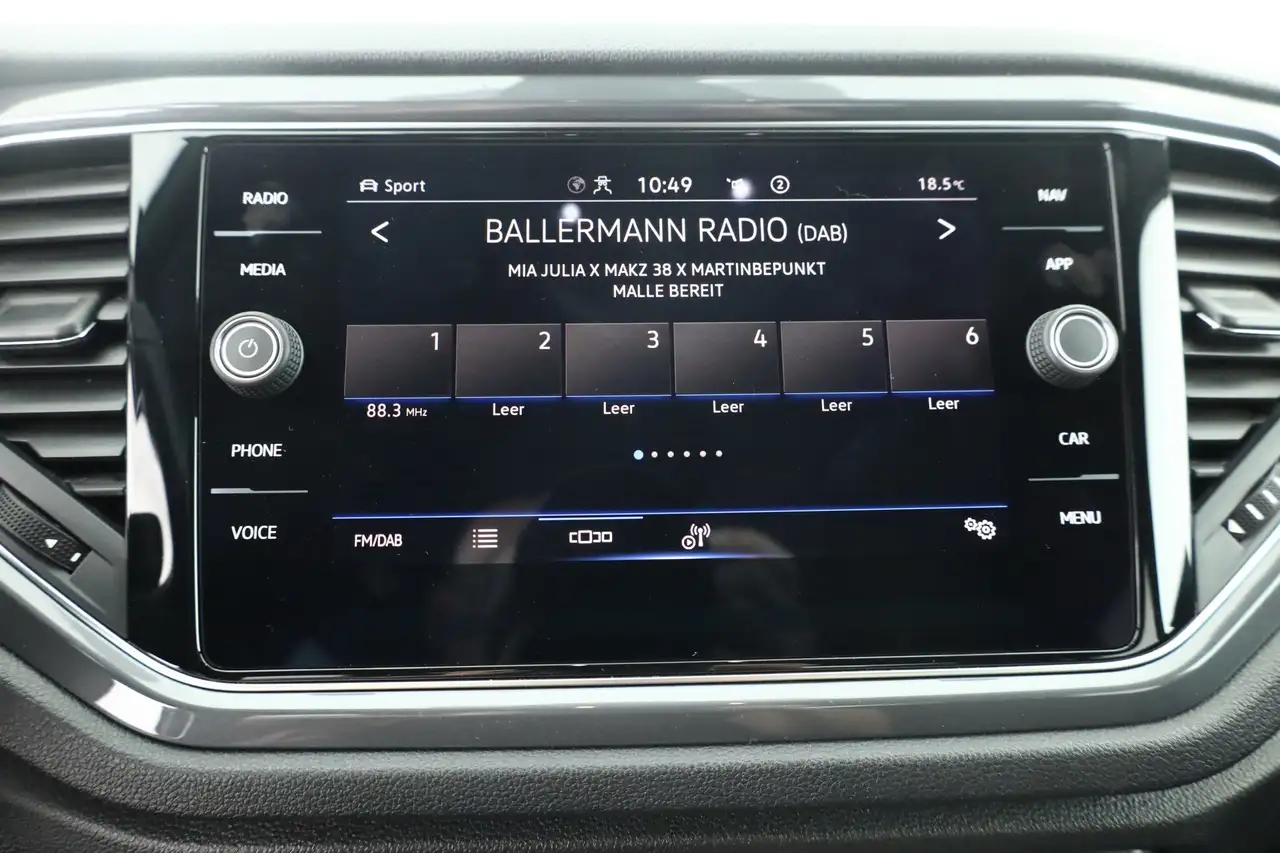 RADIO
MEDIA
PHONE
VOICE
Sport
10:49
2
18.5°C
< BALLERMANN RADIO (DAB) >
MIA JULIA X MAKZ 38 X MARTINBEPUNKT
MALLE BEREIT
1 2 3 4 5 6
88.3 MHz Leer Leer Leer Leer Leer
FM/DAB
NAV
APP
CAR
MENU